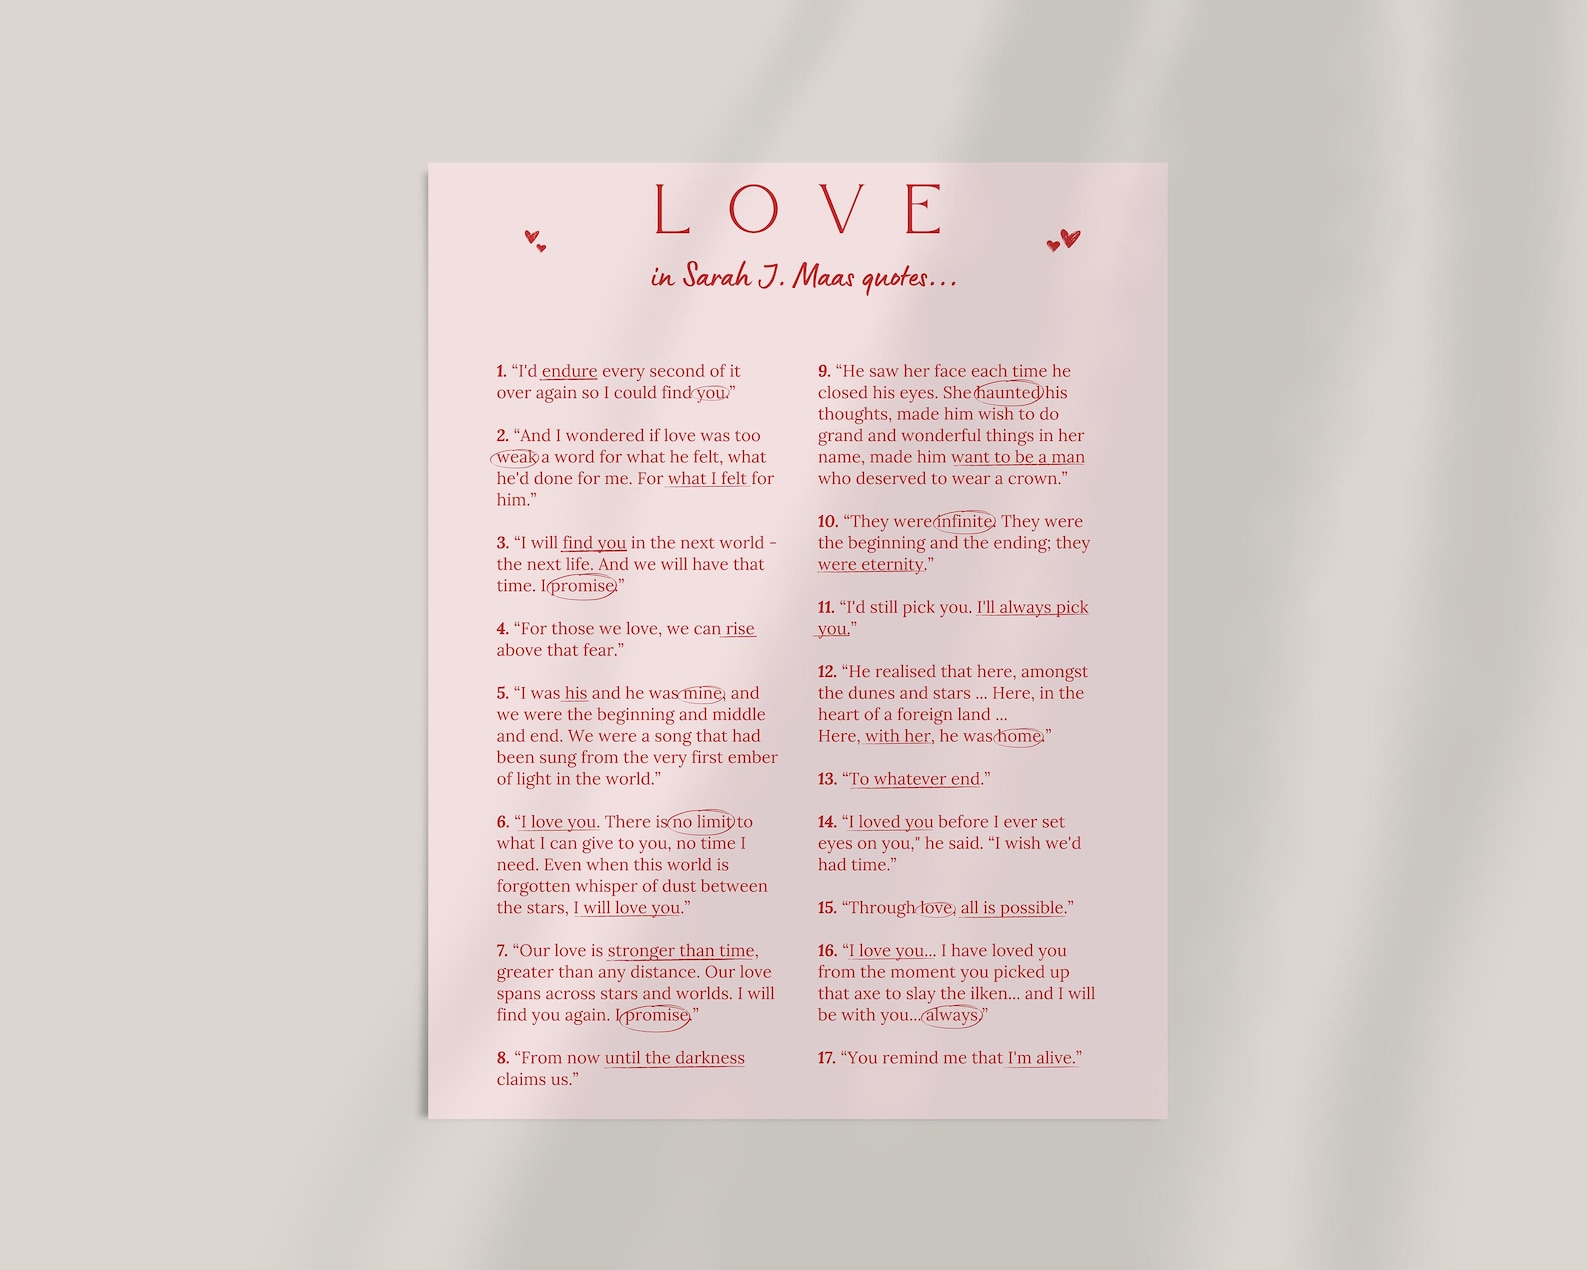 LOVE
in Sarah J. Maas quotes...
1. “I'd endure every second of it
over again so I could find you.”
2. “And I wondered if love was too
weak a word for what he felt, what
he'd done for me. For what I felt for
him.”
3. “I will find you in the next world -
the next life. And we will have that
time. I promise.”
4. “For those we love, we can rise
above that fear.”
5. “I was his and he was mine, and
we were the beginning and middle
and end. We were a song that had
been sung from the very first ember
of light in the world.”
6. “I love you. There is no limit to
what I can give to you, no time I
need. Even when this world is
forgotten whisper of dust between
the stars, I will love you.”
7. “Our love is stronger than time,
greater than any distance. Our love
spans across stars and worlds. I will
find you again. I promise.”
8. “From now until the darkness
claims us.”
9. “He saw her face each time he
closed his eyes. She haunted his
thoughts, made him wish to do
grand and wonderful things in her
name, made him want to be a man
who deserved to wear a crown.”
10. “They were infinite. They were
the beginning and the ending; they
were eternity.”
11. “I'd still pick you. I'll always pick
you.”
12. “He realised that here, amongst
the dunes and stars ... Here, in the
heart of a foreign land ...
Here, with her, he was home.”
13. “To whatever end.”
14. “I loved you before I ever set
eyes on you," he said. “I wish we'd
had time.”
15. “Through love, all is possible.”
16. “I love you... I have loved you
from the moment you picked up
that axe to slay the ilken... and I will
be with you... always.”
17. “You remind me that I'm alive.”